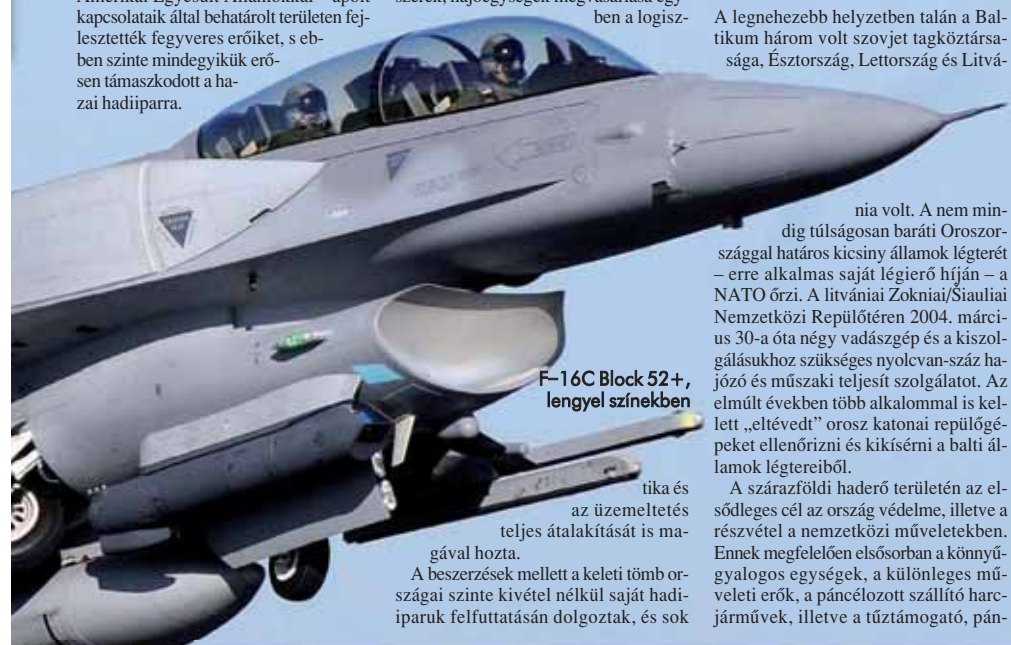 Amerikai Egyesült Államokkal – ápolt
kapcsolataik által behatárolt területen fej-
lesztették fegyveres erőiket, s eb-
ben szinte mindegyikük erő-
sen támaszkodott a ha-
zai hadiiparra.
szerek, hajóegységek megvásárlása egy-
ben a logisz-
tika és
az üzemeltetés
teljes átalakítását is ma-
gával hozta.
A beszerzések mellett a keleti tömb or-
szágai szinte kivétel nélkül saját hadi-
iparuk felfuttatásán dolgoztak, és sok
F–16C Block 52+,
lengyel színekben
A legnehezebb helyzetben talán a Bal-
tikum három volt szovjet tagköztársa-
sága, Észtország, Lettország és Litvá-
nia volt. A nem min-
dig túlságosan baráti Oroszor-
szággal határos kicsiny államok légterét
– erre alkalmas saját légierő híján – a
NATO őrzi. A litvániai Zokniai/Šiauliai
Nemzetközi Repülőtéren 2004. márci-
us 30-a óta négy vadászgép és a kiszol-
gálásukhoz szükséges nyolcvan-száz ha-
józó és műszaki teljesít szolgálatot. Az
elmúlt években több alkalommal is kel-
lett „eltévedt” orosz katonai repülőgé-
peket ellenőrizni és kikísérni a balti ál-
lamok légtereiből.
A szárazföldi haderő területén az el-
sődleges cél az ország védelme, illetve a
részvétel a nemzetközi műveletekben.
Ennek megfelelően elsősorban a könnyű-
gyalogos egységek, a különleges mű-
veleti erők, a páncélozott szállító harc-
járművek, illetve a tűztámogató, pán-